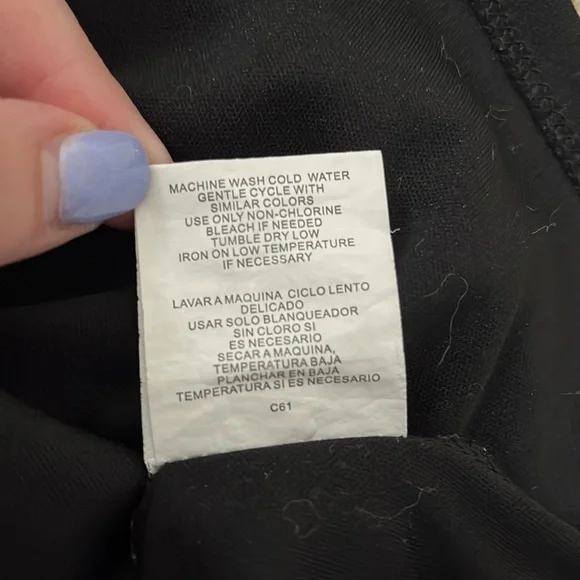 MACHINE WASH COLD WATER
GENTLE CYCLE WITH
SIMILAR COLORS
USE ONLY NON-CHLORINE
BLEACH IF NEEDED
TUMBLE DRY LOW
IRON ON LOW TEMPERATURE
IF NECESSARY
LAVAR A MAQUINA CICLO LENTO
DELICADO
USAR SOLO BLANQUEADOR
SIN CLORO SI
ES NECESARIO
SECAR A MAQUINA,
TEMPERATURA BAJA
PLANCHAR EN BAJA
TEMPERATURA SI ES NECESARIO
C61